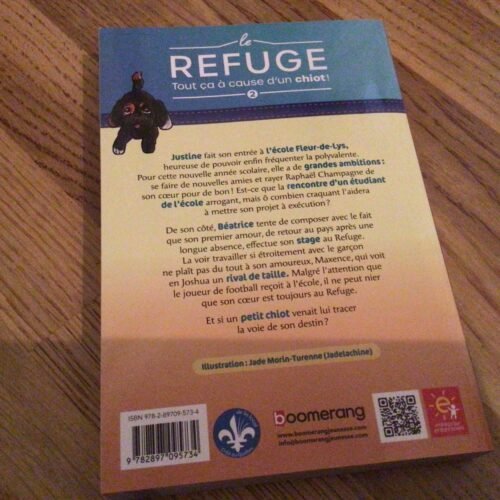 le
REFUGE
Tout ça à cause d'un chiot!
2
Justine fait son entrée à l'école Fleur-de-Lys,
heureuse de pouvoir enfin fréquenter la polyvalente.
Pour cette nouvelle année scolaire, elle a de grandes ambitions :
se faire de nouvelles amies et rayer Raphaël Champagne de
son cœur pour de bon! Est-ce que la rencontre d'un étudiant
de l'école arrogant, mais ô combien craquant l'aidera
à mettre son projet à exécution?
De son côté, Béatrice tente de composer avec le fait
que son premier amour, de retour au pays après une
longue absence, effectue son stage au Refuge.
La voir travailler si étroitement avec le garçon
ne plaît pas du tout à son amoureux, Maxence, qui voit
en Joshua un rival de taille. Malgré l'attention que
le joueur de football reçoit à l'école, il ne peut nier
que son cœur est toujours au Refuge.
Et si un petit chiot venait lui tracer
la voie de son destin?
Illustration : Jade Morin-Turenne (Jadelachine)
ISBN 978-2-89709-573-4
9 782897 095734
boomerang
www.boomerangjeunesse.com
info@boomerangjeunesse.com